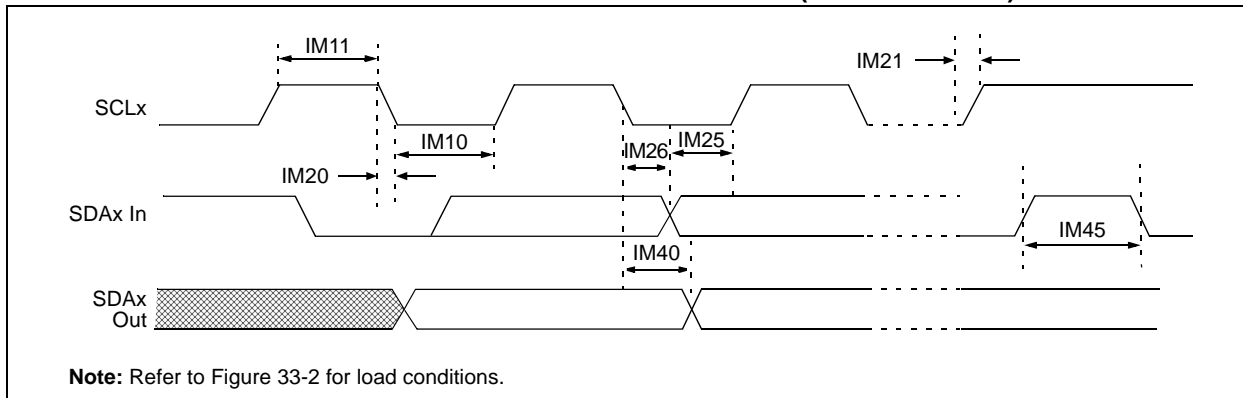 IM11
IM21
SCLx
IM10
IM26
IM25
IM20
SDAx In
IM45
IM40
SDAx
Out
Note: Refer to Figure 33-2 for load conditions.